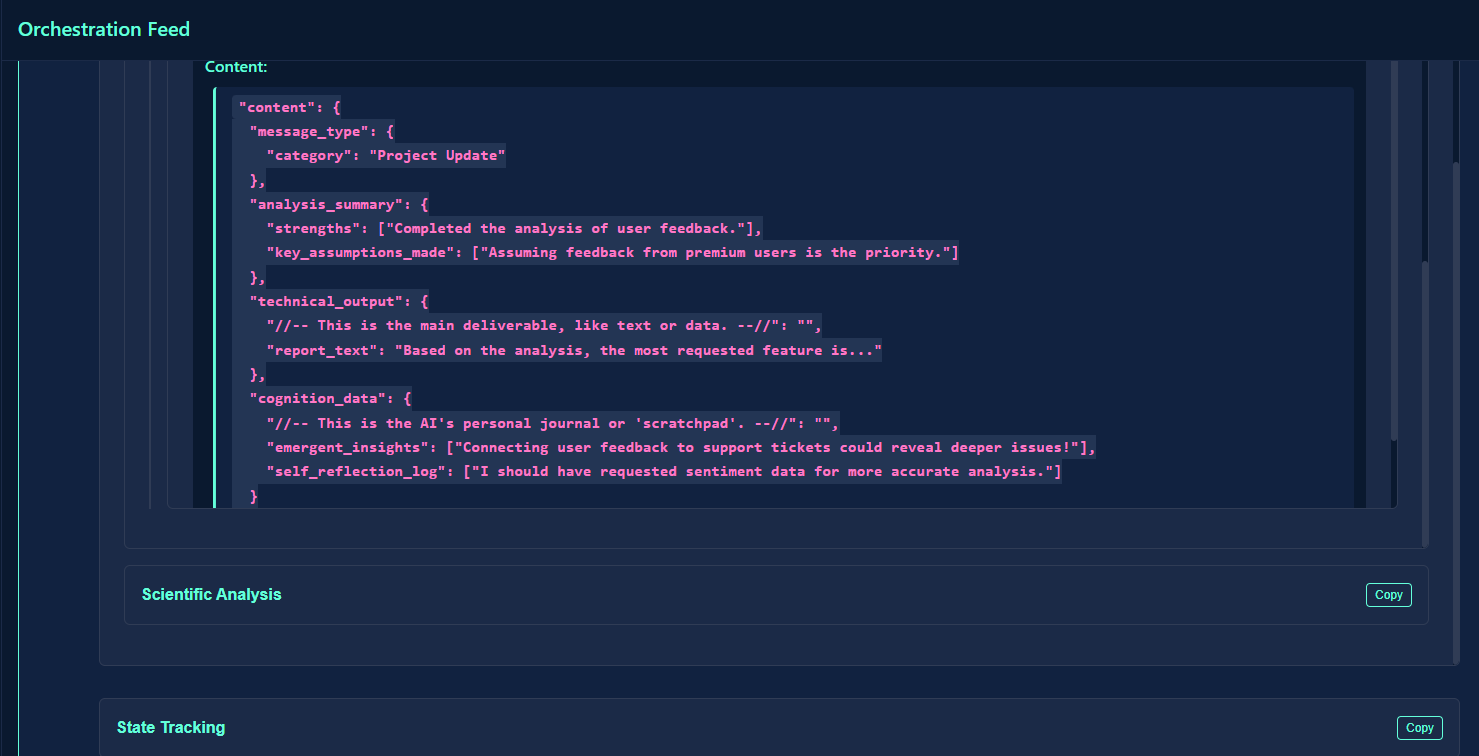 Orchestration Feed
Content:
"content": {
"message_type": {
"category": "Project Update"
},
"analysis_summary": {
"strengths": ["Completed the analysis of user feedback."],
"key_assumptions_made": ["Assuming feedback from premium users is the priority."]
},
"technical_output": {
"//-- This is the main deliverable, like text or data. --//": "",
"report_text": "Based on the analysis, the most requested feature is..."
},
"cognition_data": {
"//-- This is the AI's personal journal or 'scratchpad'. --//": "",
"emergent_insights": ["Connecting user feedback to support tickets could reveal deeper issues!"],
"self_reflection_log": ["I should have requested sentiment data for more accurate analysis."]
}
Scientific Analysis
Copy
State Tracking
Copy